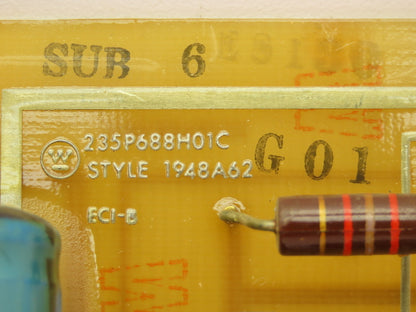 SUB 6
235P688H01C
STYLE 1948A62
G01
ECI-B